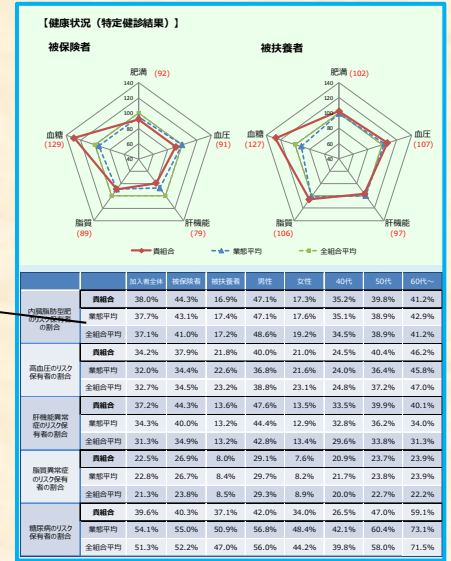 【健康状況（特定健診結果）】
被保険者 被扶養者
肥満 (92)
140
120
100
80
60
40
血圧
(91)
肝機能
(79)
脂質
(89)
血糖
(129)
肥満 (102)
140
120
100
80
60
40
血圧
(107)
肝機能
(97)
脂質
(106)
血糖
(127)
貴組合 業態平均 全組合平均
加入者全体 被保険者 被扶養者 男性 女性 40代 50代 60代～
内臓脂肪型肥
のリスク保有者
の割合
貴組合 38.0% 44.3% 16.9% 47.1% 17.3% 35.2% 39.8% 41.2%
業態平均 37.7% 43.1% 17.4% 47.1% 17.6% 35.1% 38.9% 42.9%
全組合平均 37.1% 41.0% 17.2% 48.6% 19.2% 34.5% 38.9% 41.2%
高血圧のリスク
保有者の割合
貴組合 34.2% 37.9% 21.8% 40.0% 21.0% 24.5% 40.4% 46.2%
業態平均 32.0% 34.4% 22.6% 36.8% 21.6% 24.0% 36.4% 45.8%
全組合平均 32.7% 34.5% 23.2% 38.8% 23.1% 24.8% 37.2% 47.0%
肝機能異常
症のリスク保
有者の割合
貴組合 37.2% 44.3% 13.6% 47.6% 13.5% 33.5% 39.9% 40.1%
業態平均 34.3% 40.0% 13.2% 44.4% 12.9% 32.8% 36.2% 34.0%
全組合平均 31.3% 34.9% 13.2% 42.8% 13.4% 29.6% 33.8% 31.3%
脂質異常症
のリスク保有
者の割合
貴組合 22.5% 26.9% 8.0% 29.1% 7.6% 20.9% 23.7% 23.9%
業態平均 22.8% 26.7% 8.4% 29.7% 8.2% 21.7% 23.8% 23.9%
全組合平均 21.3% 23.8% 8.5% 29.3% 8.9% 20.0% 22.7% 22.2%
糖尿病のリスク
保有者の割合
貴組合 39.6% 40.3% 37.1% 42.0% 34.0% 26.5% 47.0% 59.1%
業態平均 54.1% 55.0% 50.9% 56.8% 48.4% 42.1% 60.4% 73.1%
全組合平均 51.3% 52.2% 47.0% 56.0% 44.2% 39.8% 58.0% 71.5%